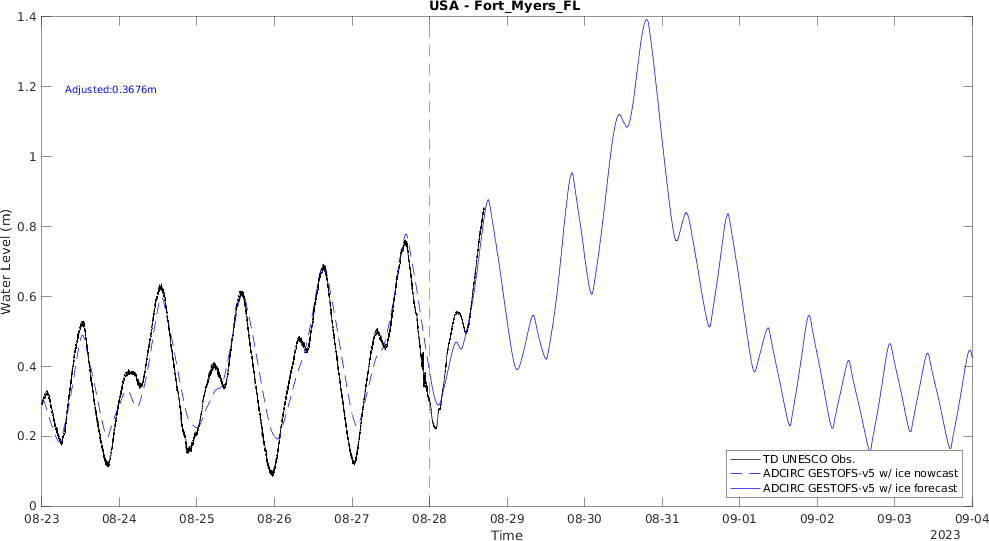 USA - Fort_Myers_FL
1.4
1.2
1
0.8
0.6
0.4
0.2
0
Water Level (m)
Adjusted:0.3676m
TD UNESCO Obs.
ADCIRC GESTOFS-v5 w/ ice nowcast
ADCIRC GESTOFS-v5 w/ ice forecast
08-23 08-24 08-25 08-26 08-27 08-28 08-29 08-30 08-31 09-01 09-02 09-03 09-04
Time
2023